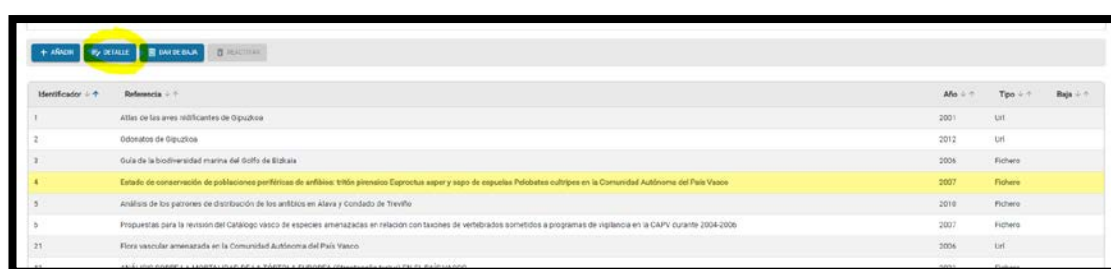 + AÑADIR DETALLE DAR DE BAJA REACTIVAR
Identificador Referencia Año Tipo Baja
1 Atlas de las aves nidificantes de Gipuzkoa 2001 Url
2 Odonatos de Gipuzkoa 2012 Url
3 Guía de la biodiversidad marina del Golfo de Bizkaia 2006 Fichero
4 Estado de conservación de poblaciones periféricas de anfibios: tritón pirenaico Euproctus asper y sapo de espuelas Pelobates cultripes en la Comunidad Autónoma del País Vasco 2007 Fichero
5 Análisis de los patrones de distribución de los anfibios en Álava y Condado de Treviño 2010 Fichero
Propuestas para la revisión del Catálogo vasco de especies amenazadas en relación con taxones de vertebrados sometidos a programas de vigilancia en la CAPV durante 2004-2006 2007 Fichero
21 Flora vascular amenazada en la Comunidad Autónoma del País Vasco 2006 Url